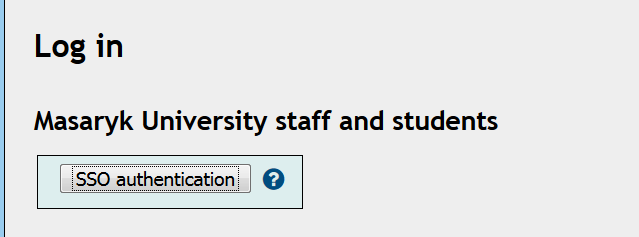 Log in
Masaryk University staff and students
SSO authentication ?